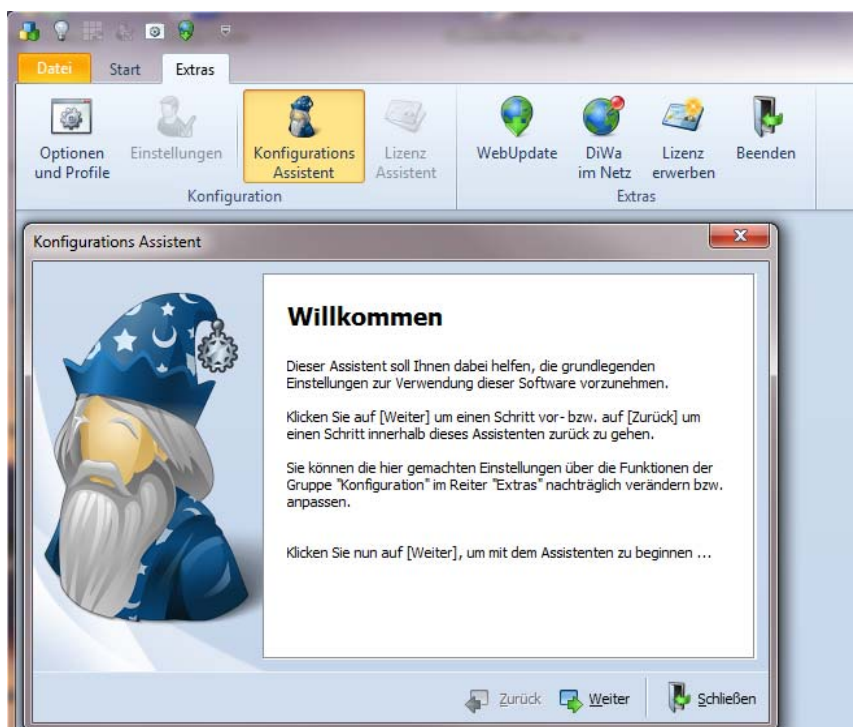 Datei Start Extras
Optionen und Profile
Einstellungen
Konfigurations Assistent
Lizenz Assistent
WebUpdate
DiWa im Netz
Lizenz erwerben
Beenden
Konfiguration
Extras
Konfigurations Assistent
Willkommen
Dieser Assistent soll Ihnen dabei helfen, die grundlegenden
Einstellungen zur Verwendung dieser Software vorzunehmen.
Klicken Sie auf [Weiter] um einen Schritt vor- bzw. auf [Zurück] um
einen Schritt innerhalb dieses Assistenten zurück zu gehen.
Sie können die hier gemachten Einstellungen über die Funktionen der
Gruppe "Konfiguration" im Reiter "Extras" nachträglich verändern bzw.
anpassen.
Klicken Sie nun auf [Weiter], um mit dem Assistenten zu beginnen ...
Zurück Weiter Schließen